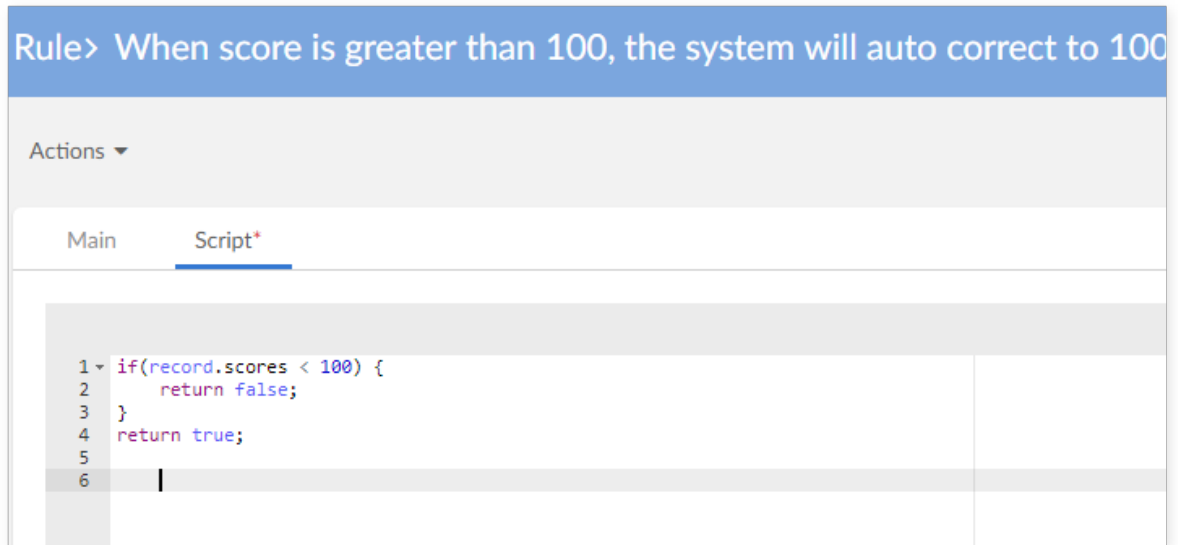 Rule> When score is greater than 100, the system will auto correct to 100
Actions
Main Script*
1 if(record.scores < 100) {
2 return false;
3 }
4 return true;
5
6